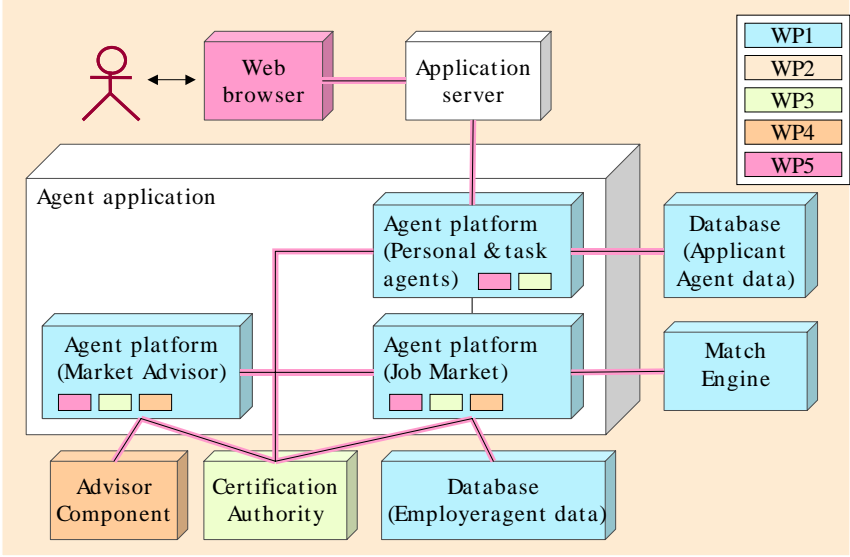 Web
browser
Application
server
WP1
WP2
WP3
WP4
WP5
Agent application
Agent platform
(Personal & task
agents)
Database
(Applicant
Agent data)
Agent platform
(Market Advisor)
Agent platform
(Job Market)
Match
Engine
Advisor
Component
Certification
Authority
Database
(Employeragent data)